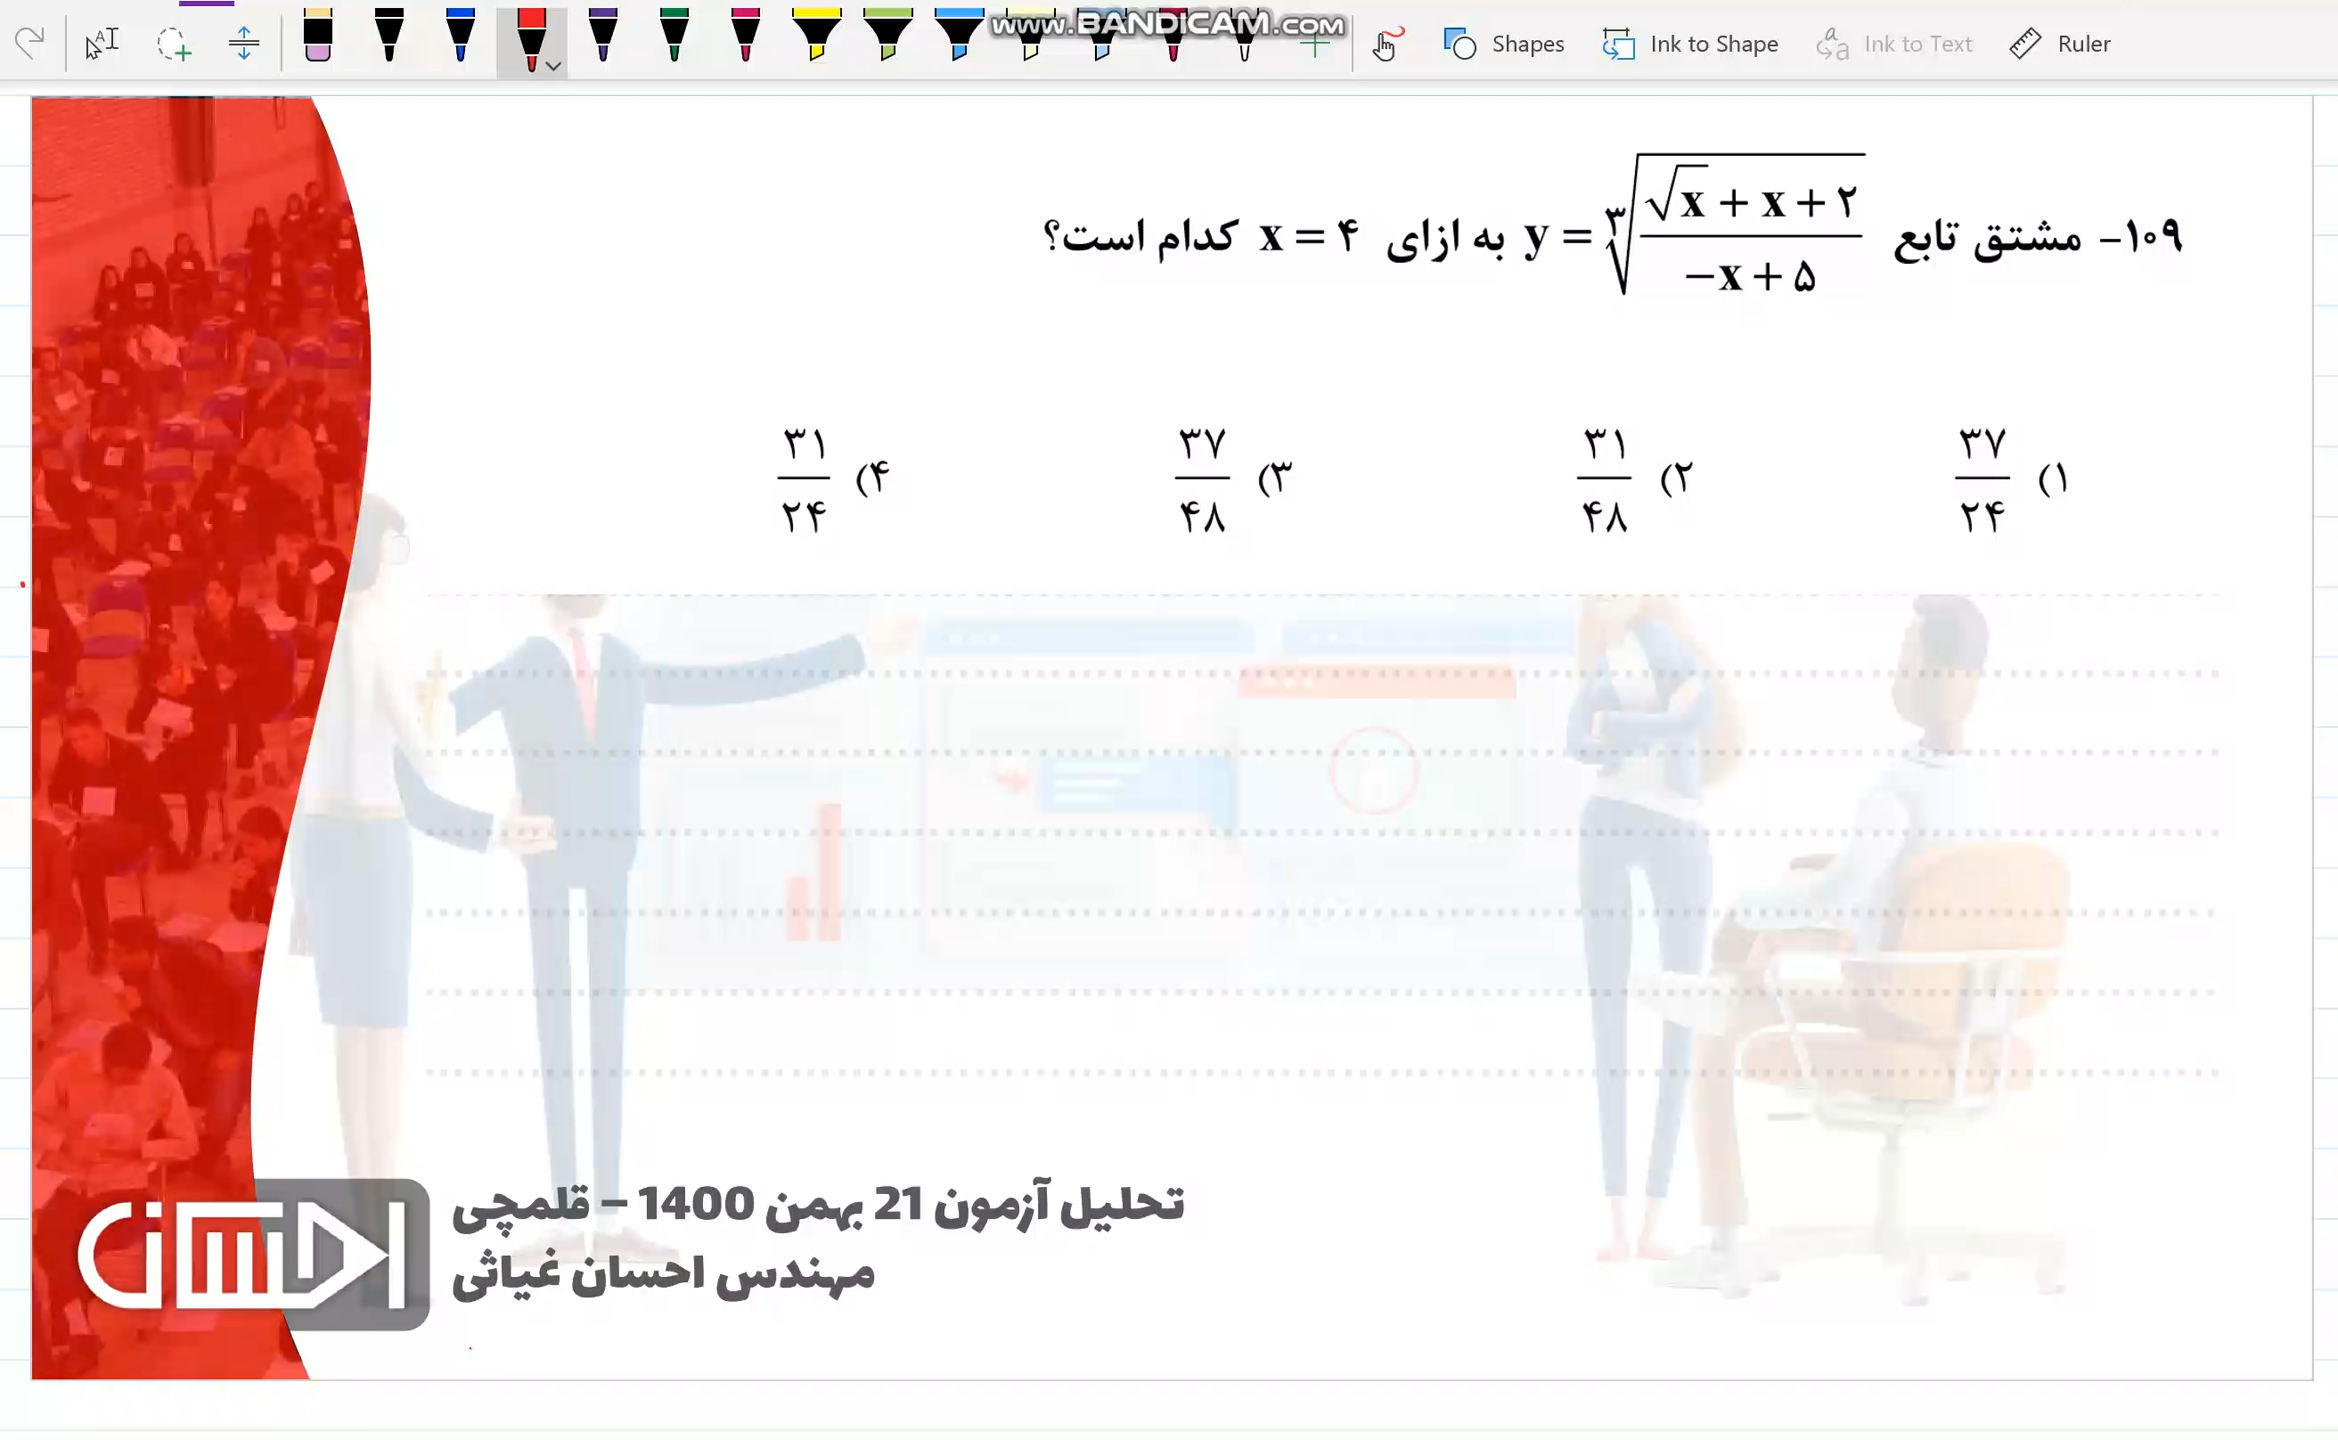 www.BANDICAM.com
Shapes
Ink to Shape
Ink to Text
Ruler
۱۰۹- مشتق تابع y = ∛((√x + x + ۲)/(−x + ۵)) به ازای x = ۴ کدام است؟
۱) ۳۷/۲۴ ۲) ۳۱/۴۸ ۳) ۳۷/۴۸ ۴) ۳۱/۲۴
تحلیل آزمون 21 بهمن 1400 – قلمچی
مهندس احسان غیاثی